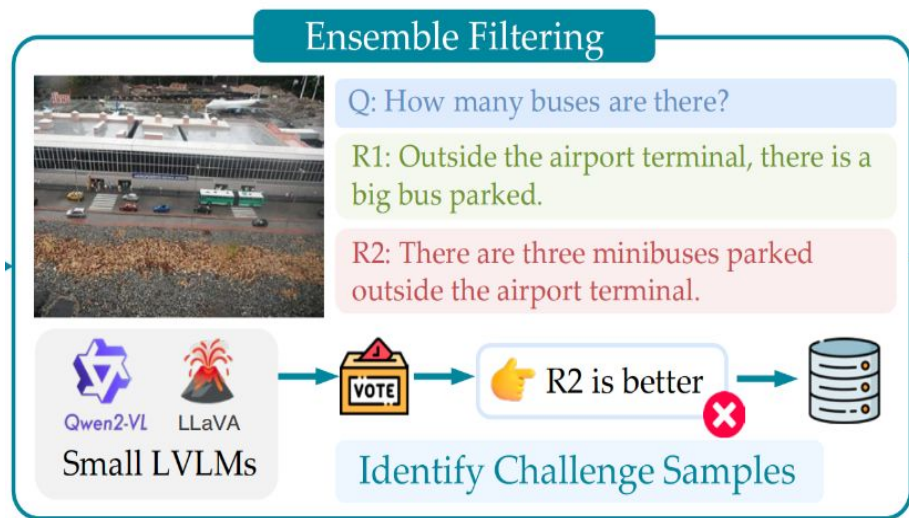 Ensemble Filtering
Q: How many buses are there?
R1: Outside the airport terminal, there is a
big bus parked.
R2: There are three minibuses parked
outside the airport terminal.
Qwen2-VL
LLaVA
Small LVLMs
VOTE
R2 is better
Identify Challenge Samples